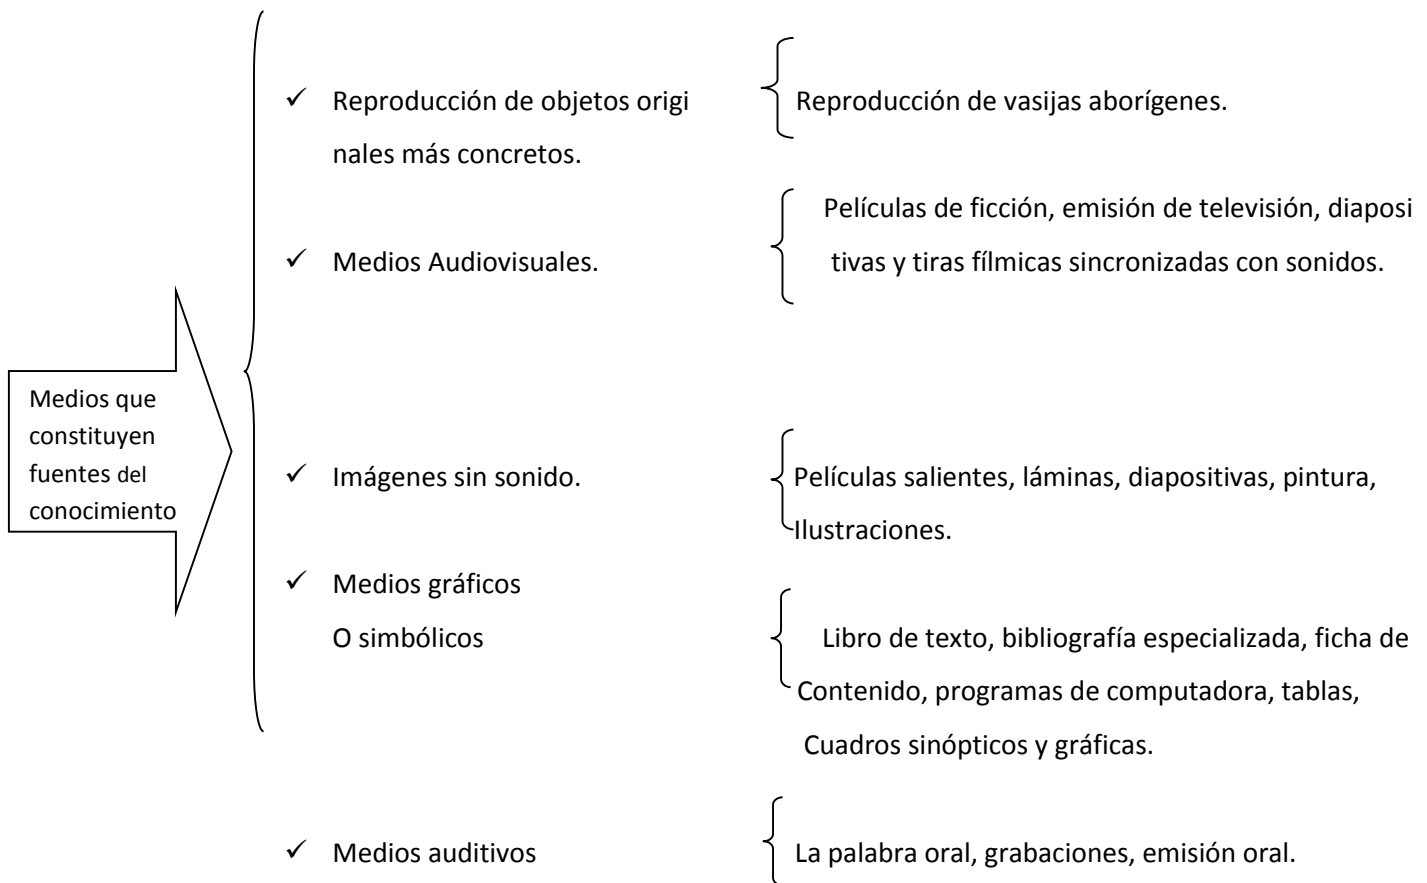 ✓ Reproducción de objetos origi
nales más concretos.
Reproducción de vasijas aborígenes.
✓ Medios Audiovisuales.
Películas de ficción, emisión de televisión, diaposi
tivas y tiras fílmicas sincronizadas con sonidos.
Medios que
constituyen
fuentes del
conocimiento
✓ Imágenes sin sonido.
Películas salientes, láminas, diapositivas, pintura,
Ilustraciones.
✓ Medios gráficos
O simbólicos
Libro de texto, bibliografía especializada, ficha de
Contenido, programas de computadora, tablas,
Cuadros sinópticos y gráficas.
✓ Medios auditivos
La palabra oral, grabaciones, emisión oral.